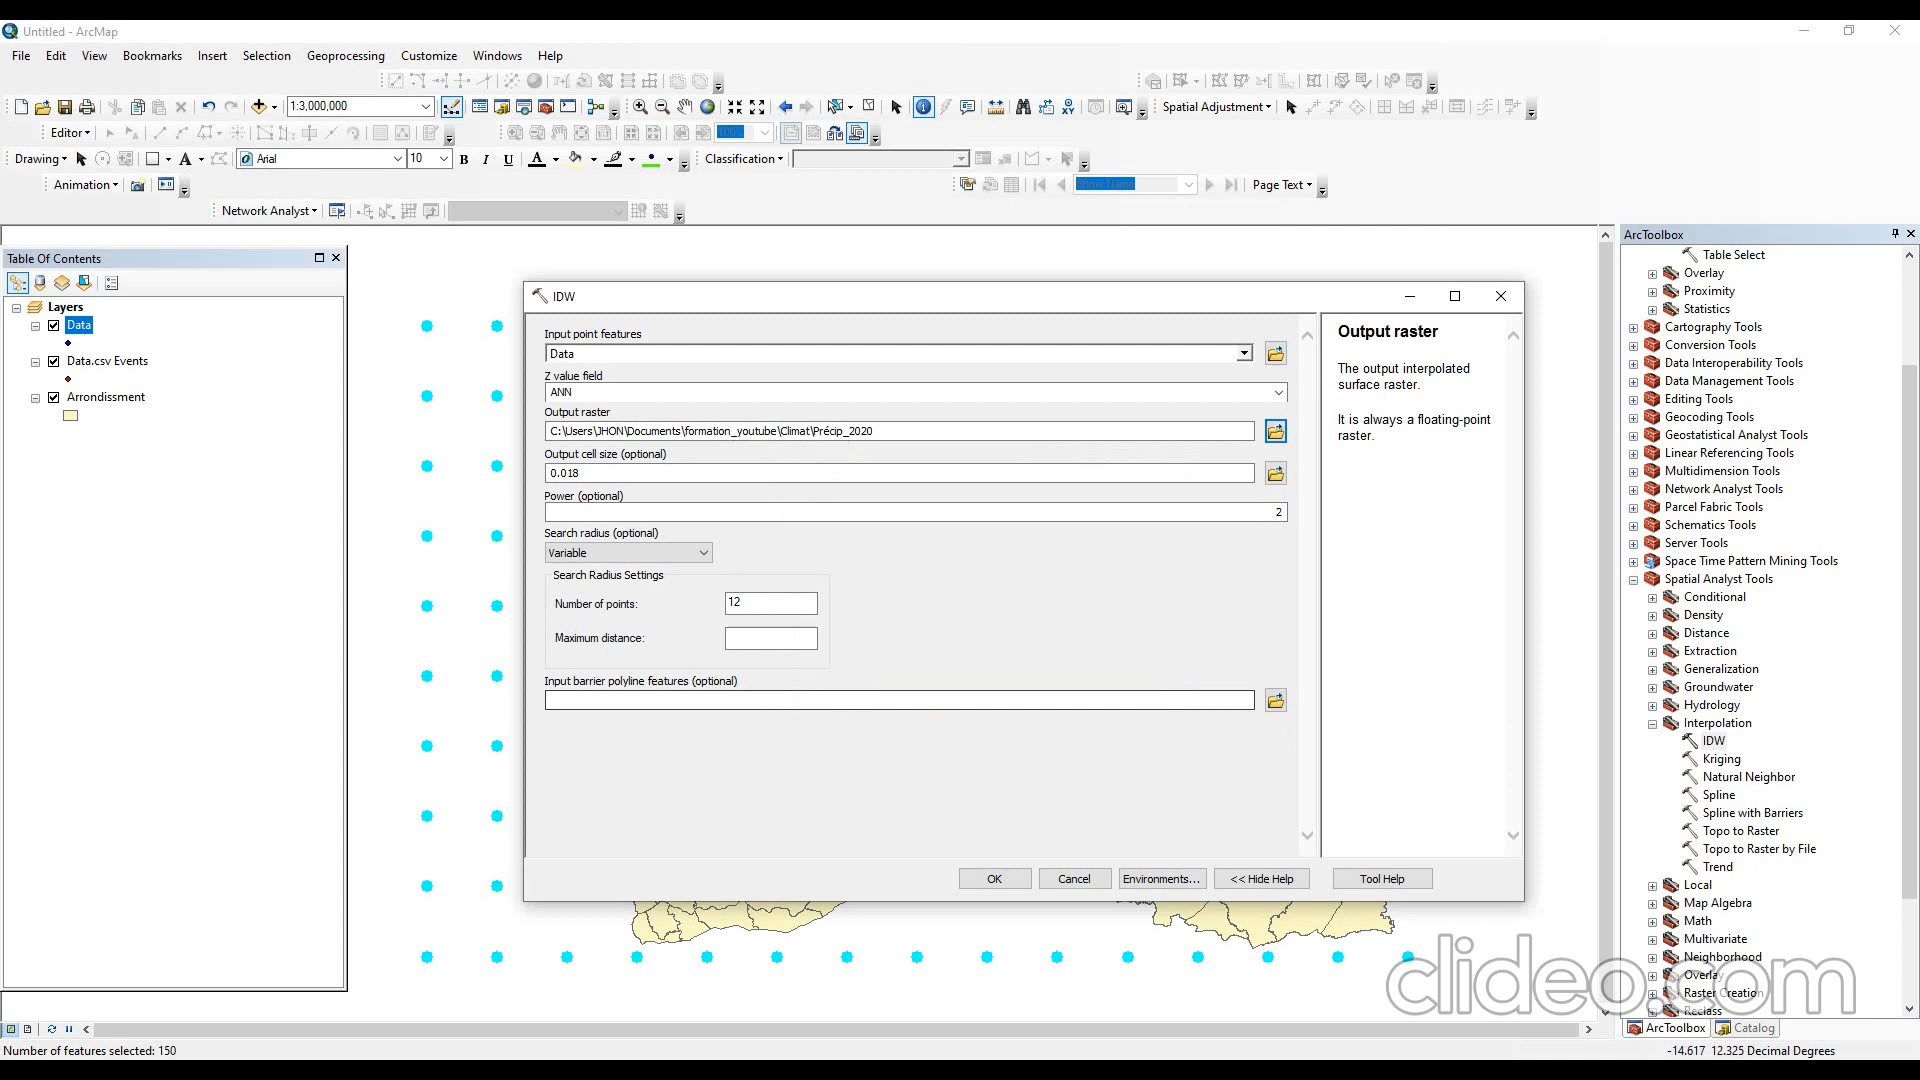 Untitled - ArcMap
File Edit View Bookmarks Insert Selection Geoprocessing Customize Windows Help
1:3,000,000
Spatial Adjustment
Editor
100%
Drawing A Arial 10 B I U A
Classification
Animation
Page Text
Network Analyst
Table Of Contents
Layers
Data
Data.csv Events
Arrondissment
IDW
Input point features
Data
Z value field
ANN
Output raster
C:\Users\JHON\Documents\formation_youtube\Climat\Précip_2020
Output cell size (optional)
0.018
Power (optional)
2
Search radius (optional)
Variable
Search Radius Settings
Number of points: 12
Maximum distance:
Input barrier polyline features (optional)
OK Cancel Environments... << Hide Help Tool Help
Output raster
The output interpolated
surface raster.
It is always a floating-point
raster.
ArcToolbox
Table Select
Overlay
Proximity
Statistics
Cartography Tools
Conversion Tools
Data Interoperability Tools
Data Management Tools
Editing Tools
Geocoding Tools
Geostatistical Analyst Tools
Linear Referencing Tools
Multidimension Tools
Network Analyst Tools
Parcel Fabric Tools
Schematics Tools
Server Tools
Space Time Pattern Mining Tools
Spatial Analyst Tools
Conditional
Density
Distance
Extraction
Generalization
Groundwater
Hydrology
Interpolation
IDW
Kriging
Natural Neighbor
Spline
Spline with Barriers
Topo to Raster
Topo to Raster by File
Trend
Local
Map Algebra
Math
Multivariate
Neighborhood
Overlay
Raster Creation
Reclass
ArcToolbox Catalog
clideo.com
Number of features selected: 150
-14.617 12.325 Decimal Degrees